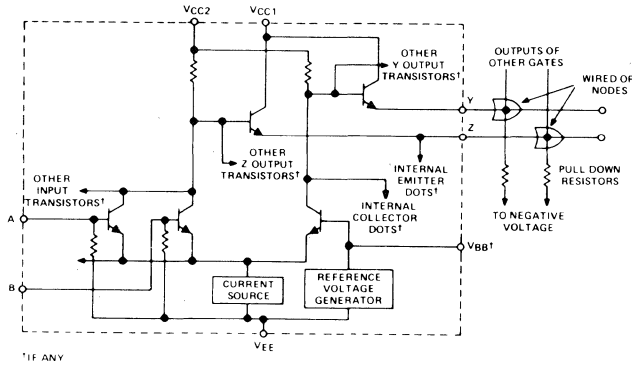 VCC2
VCC1
OTHER
Y OUTPUT
TRANSISTORS†
OUTPUTS OF
OTHER GATES
WIRED OR
NODES
Y
Z
OTHER
Z OUTPUT
TRANSISTORS†
INTERNAL
EMITTER
DOTS†
PULL DOWN
RESISTORS
OTHER
INPUT
TRANSISTORS†
INTERNAL
COLLECTOR
DOTS†
TO NEGATIVE
VOLTAGE
A
VBB†
B
CURRENT
SOURCE
REFERENCE
VOLTAGE
GENERATOR
VEE
†IF ANY